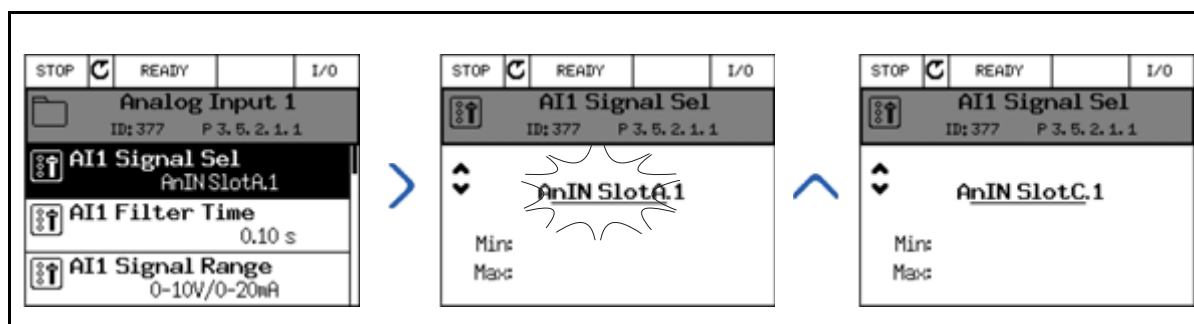 STOP READY I/O
Analog Input 1
ID:377 P3.5.2.1.1
AI1 Signal Sel
AnIN SlotA.1
AI1 Filter Time
0.10 s
AI1 Signal Range
0-10V/0-20mA
STOP READY I/O
AI1 Signal Sel
ID:377 P3.5.2.1.1
AnIN SlotA.1
Min:
Max:
STOP READY I/O
AI1 Signal Sel
ID:377 P3.5.2.1.1
AnIN SlotC.1
Min:
Max: